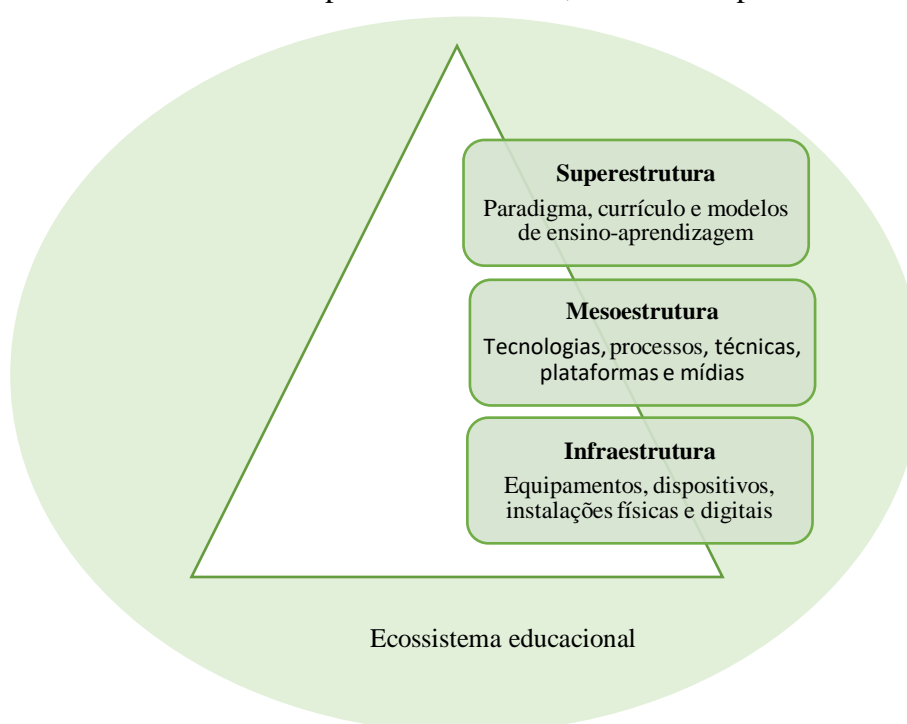 Superestrutura
Paradigma, currículo e modelos
de ensino-aprendizagem
Mesoestrutura
Tecnologias, processos, técnicas,
plataformas e mídias
Infraestrutura
Equipamentos, dispositivos,
instalações físicas e digitais
Ecossistema educacional